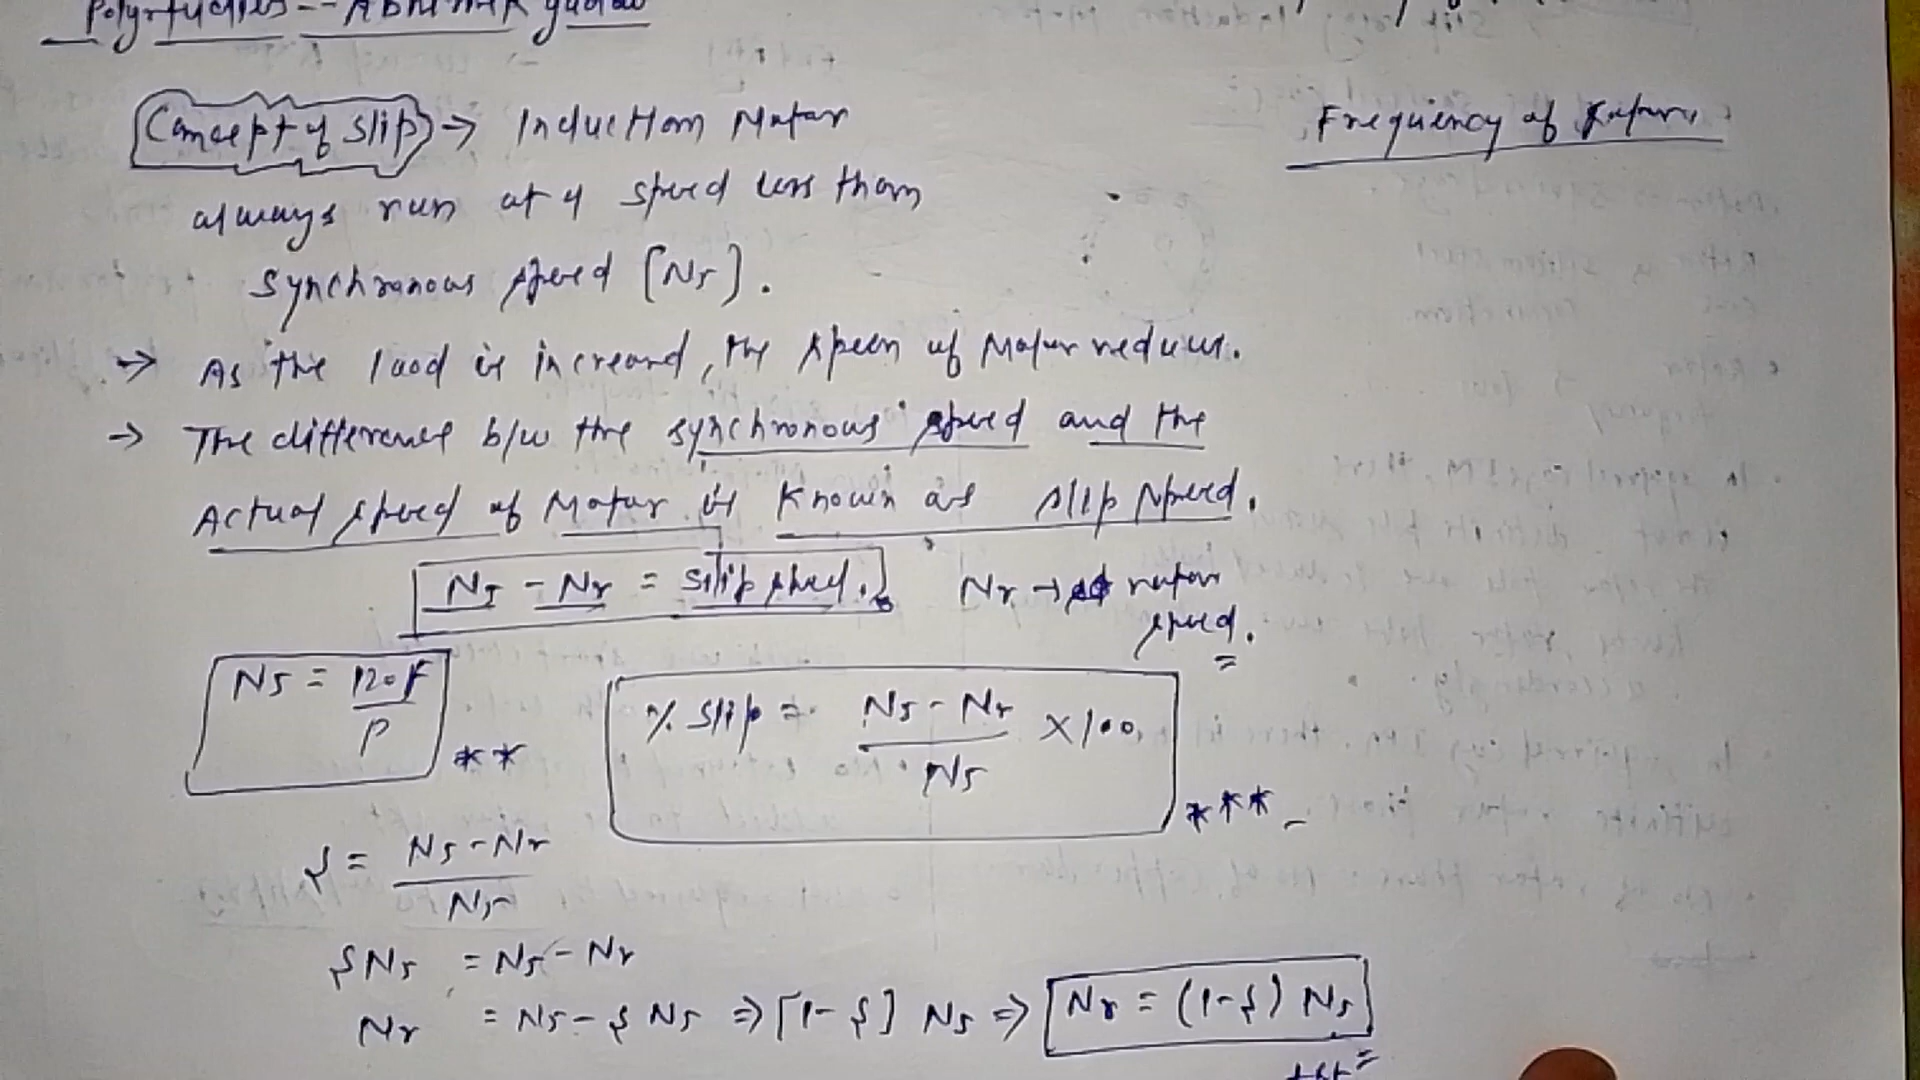 Concept of Slip → Induction Motor
always run at a speed less than
synchronous speed [Ns].
→ As the load is increased, the speed of Motor reduces.
→ The difference b/w the synchronous speed and the
Actual speed of Motor is known as slip speed.
Ns - Nr = slip speed. Nr → rotor
speed.
Ns = 120f/P **
% Slip = (Ns - Nr)/Ns × 100 ***
s = (Ns - Nr)/Ns
sNs = Ns - Nr
Nr = Ns - s Ns ⇒ [1-s] Ns ⇒ Nr = (1-s) Ns
Frequency of rotor